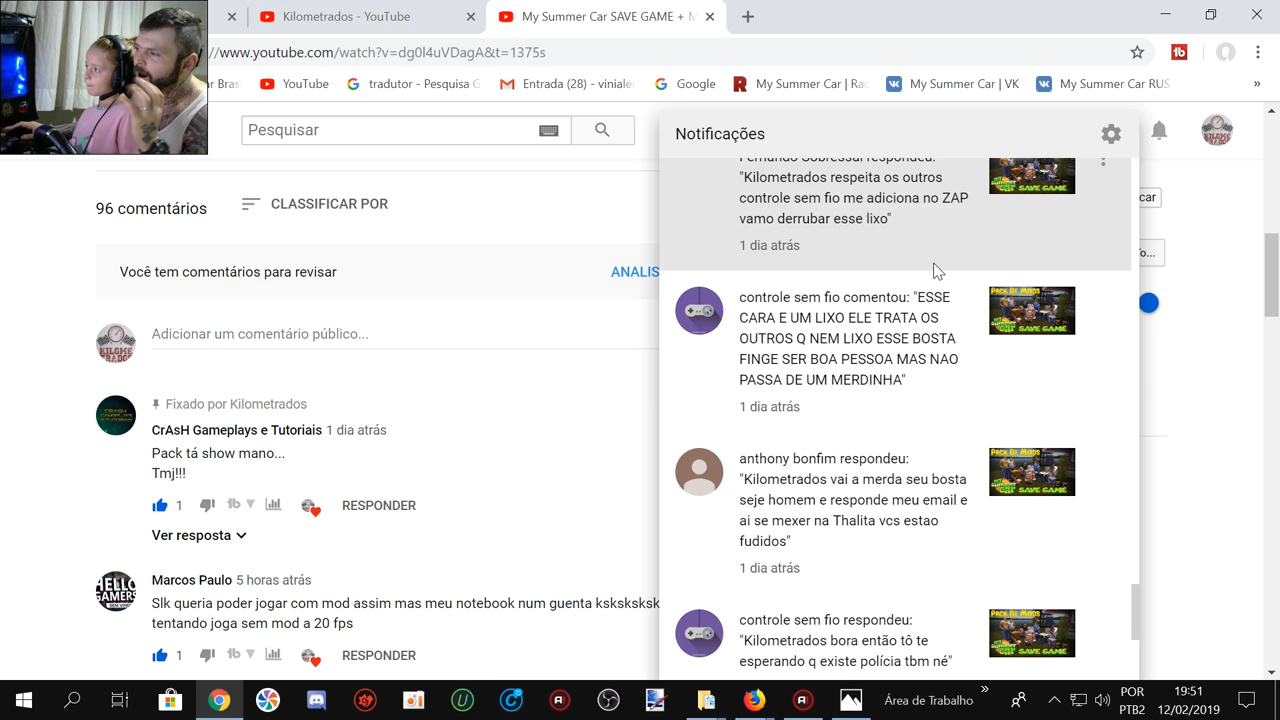 Kilometrados - YouTube
My Summer Car SAVE GAME + M
//www.youtube.com/watch?v=dg0l4uVDagA&t=1375s
r Bras
YouTube
tradutor - Pesquisa G
Entrada (28) - vinialer
Google
My Summer Car | Rac
My Summer Car | VK
My Summer Car RUS
»
Pesquisar
Notificações
96 comentários
CLASSIFICAR POR
Você tem comentários para revisar
ANALIS
Adicionar um comentário público...
Fixado por Kilometrados
CrAsH Gameplays e Tutoriais 1 dia atrás
Pack tá show mano...
Tmj!!!
1
RESPONDER
Ver resposta
Marcos Paulo 5 horas atrás
Slk queria poder jogar com mod assim mas meu notebook num guenta ksksksksk
tentando joga sem mod a 20 fps
1
RESPONDER
Fernando Sobressai respondeu:
"Kilometrados respeita os outros
controle sem fio me adiciona no ZAP
vamo derrubar esse lixo"
1 dia atrás
controle sem fio comentou: "ESSE
CARA E UM LIXO ELE TRATA OS
OUTROS Q NEM LIXO ESSE BOSTA
FINGE SER BOA PESSOA MAS NAO
PASSA DE UM MERDINHA"
1 dia atrás
anthony bonfim respondeu:
"Kilometrados vai a merda seu bosta
seje homem e responde meu email e
ai se mexer na Thalita vcs estao
fudidos"
1 dia atrás
controle sem fio respondeu:
"Kilometrados bora então tô te
esperando q existe polícia tbm né"
car
o...
Área de Trabalho
»
POR
PTB2
19:51
12/02/2019